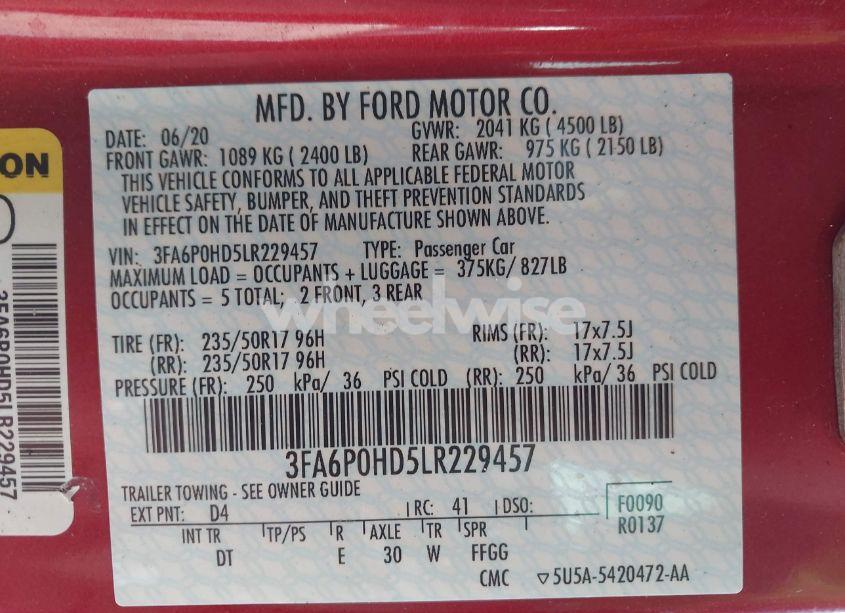 MFD. BY FORD MOTOR CO.
DATE: 06/20 GVWR: 2041 KG ( 4500 LB)
FRONT GAWR: 1089 KG ( 2400 LB) REAR GAWR: 975 KG ( 2150 LB)
THIS VEHICLE CONFORMS TO ALL APPLICABLE FEDERAL MOTOR
VEHICLE SAFETY, BUMPER, AND THEFT PREVENTION STANDARDS
IN EFFECT ON THE DATE OF MANUFACTURE SHOWN ABOVE.
VIN: 3FA6P0HD5LR229457 TYPE: Passenger Car
MAXIMUM LOAD = OCCUPANTS + LUGGAGE = 375KG/ 827LB
OCCUPANTS = 5 TOTAL; 2 FRONT, 3 REAR
wheelwise
TIRE (FR): 235/50R17 96H RIMS (FR): 17x7.5J
(RR): 235/50R17 96H (RR): 17x7.5J
PRESSURE (FR): 250 kPa/ 36 PSI COLD (RR): 250 kPa/ 36 PSI COLD
3FA6P0HD5LR229457
TRAILER TOWING - SEE OWNER GUIDE
EXT PNT: D4 RC: 41 DSO: F0090
R0137
INT TR TP/PS R AXLE TR SPR
DT E 30 W FFGG
CMC ▽5U5A-5420472-AA
ON
3FA6P0HD5LR229457